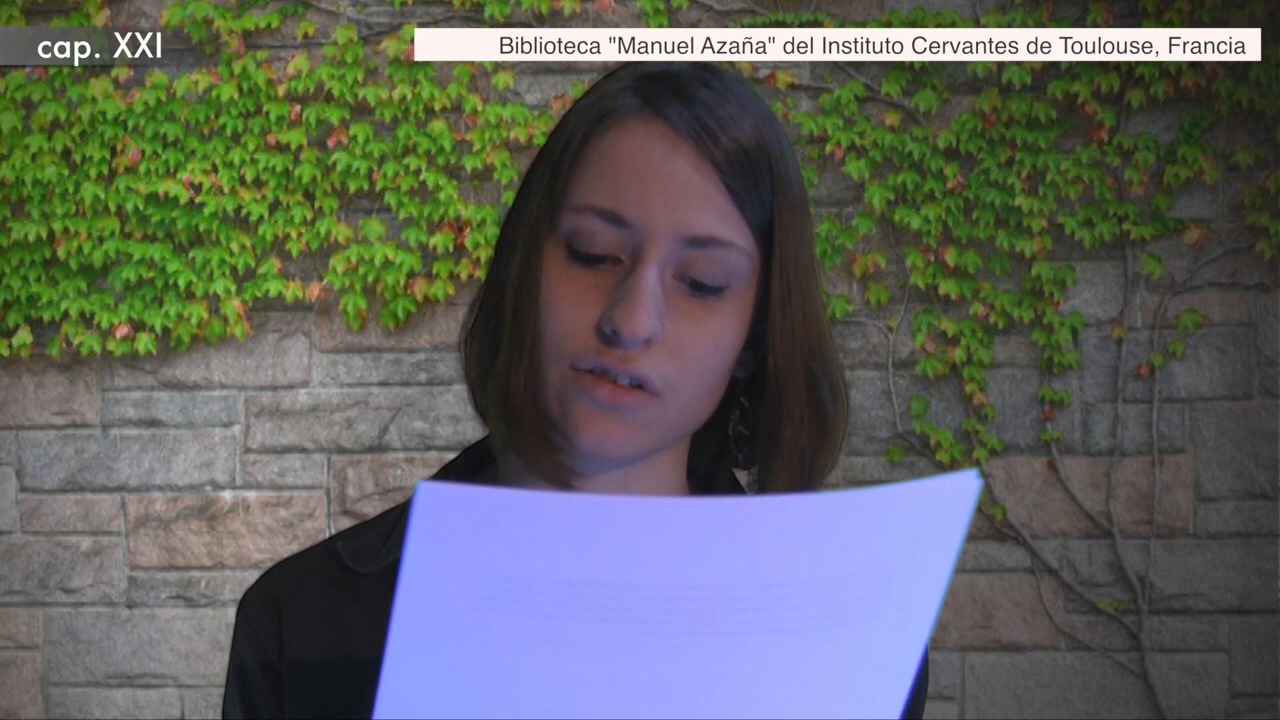 cap. XXI
Biblioteca "Manuel Azaña" del Instituto Cervantes de Toulouse, Francia